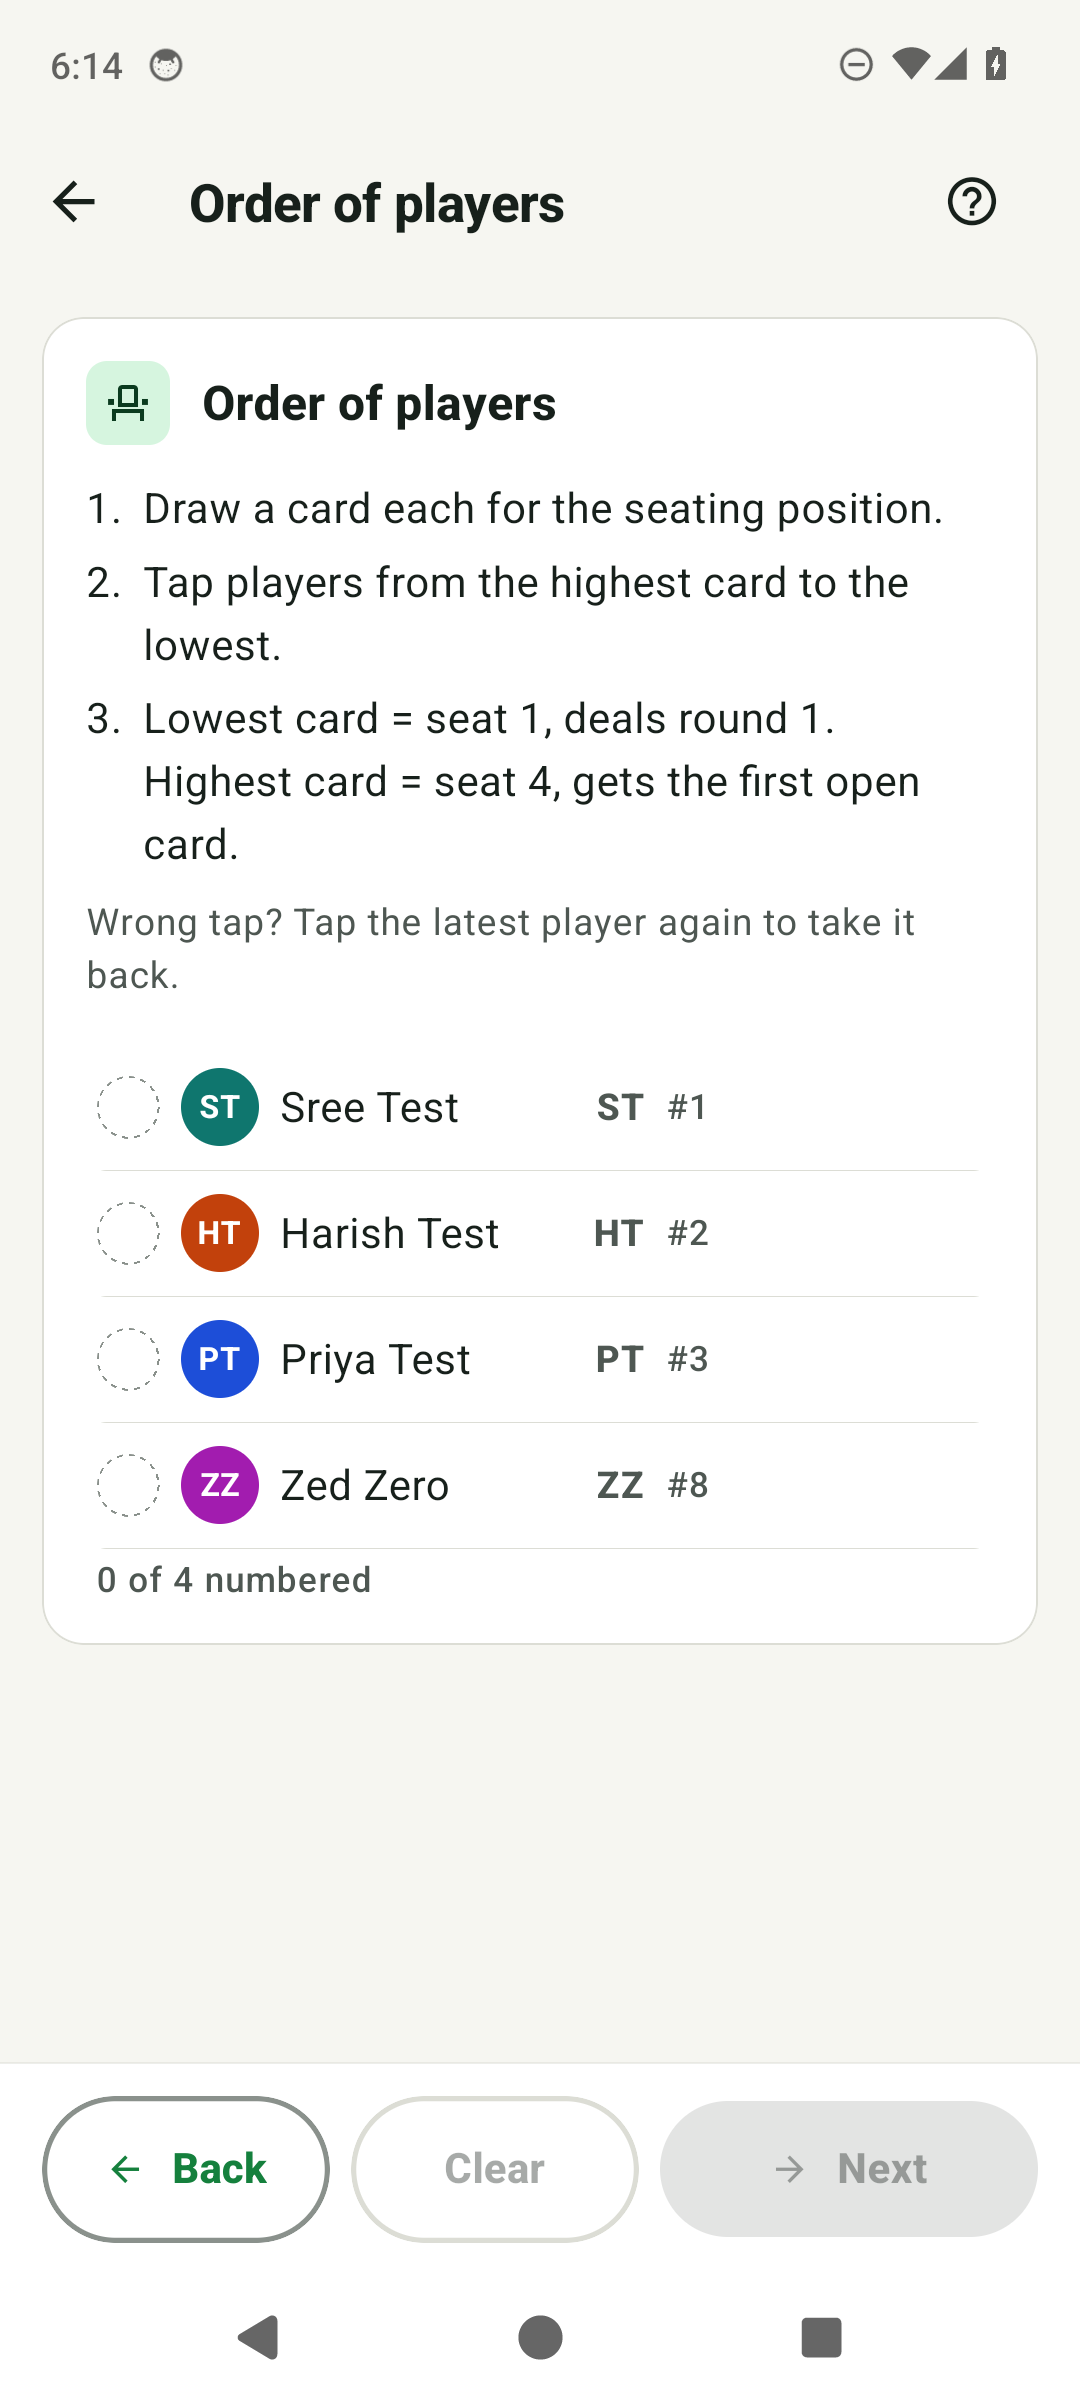 6:14
Order of players
Order of players
1. Draw a card each for the seating position.
2. Tap players from the highest card to the
lowest.
3. Lowest card = seat 1, deals round 1.
Highest card = seat 4, gets the first open
card.
Wrong tap? Tap the latest player again to take it
back.
ST Sree Test ST #1
HT Harish Test HT #2
PT Priya Test PT #3
ZZ Zed Zero ZZ #8
0 of 4 numbered
Back Clear Next